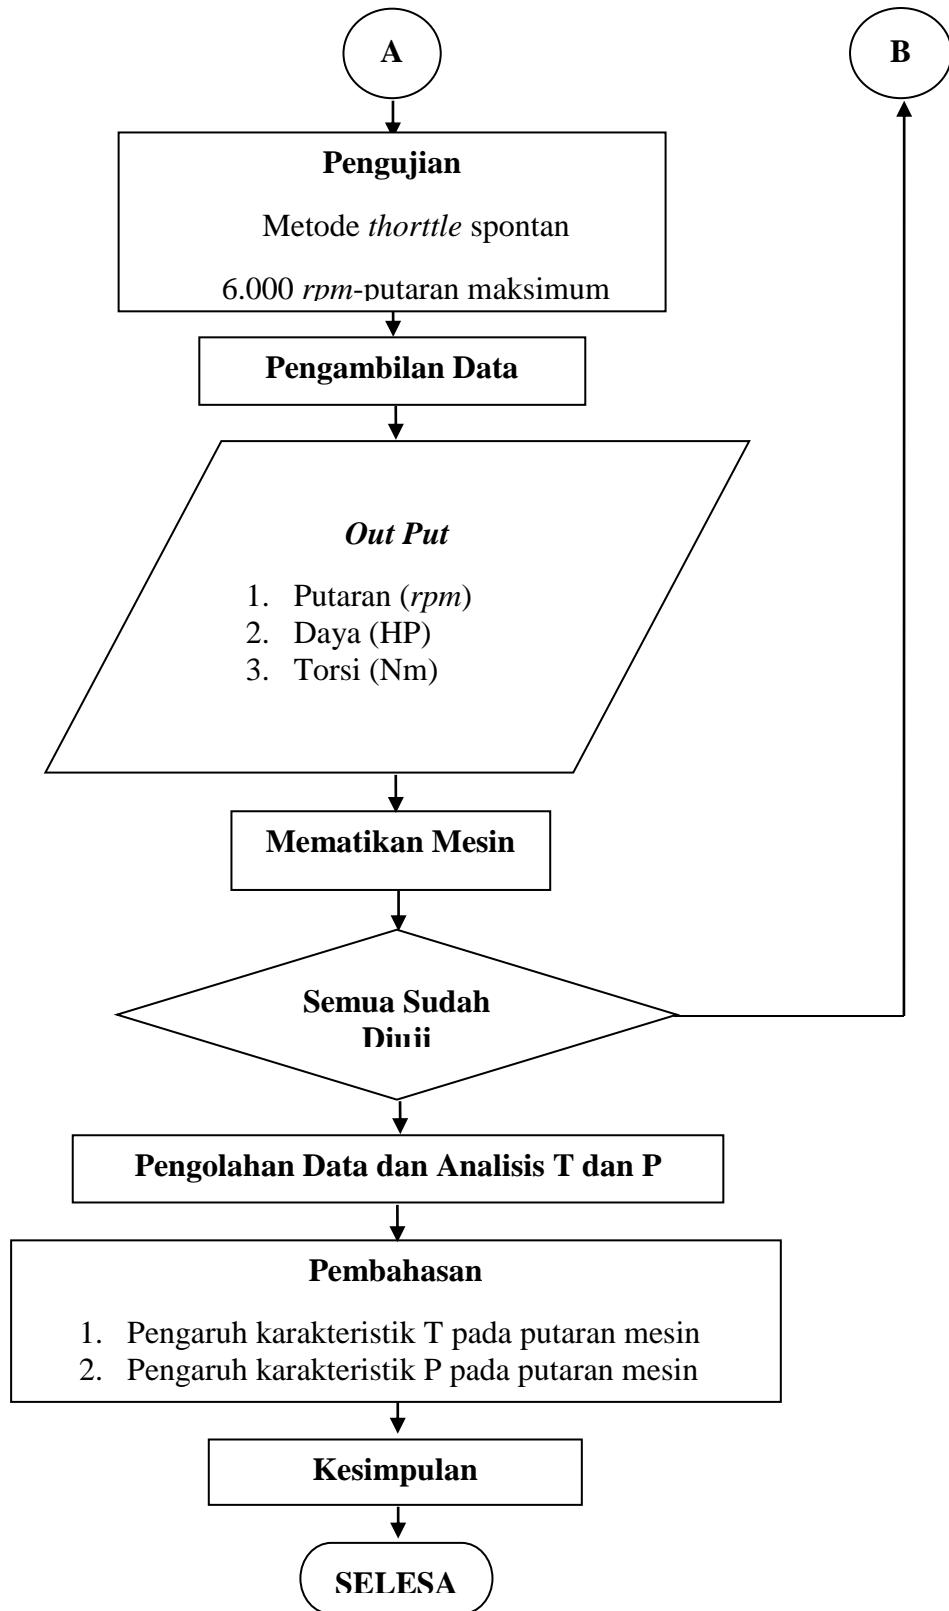 A
B
Pengujian
Metode thorttle spontan
6.000 rpm-putaran maksimum
Pengambilan Data
Out Put
1. Putaran (rpm)
2. Daya (HP)
3. Torsi (Nm)
Mematikan Mesin
Semua Sudah
Diuji
Pengolahan Data dan Analisis T dan P
Pembahasan
1. Pengaruh karakteristik T pada putaran mesin
2. Pengaruh karakteristik P pada putaran mesin
Kesimpulan
SELESA